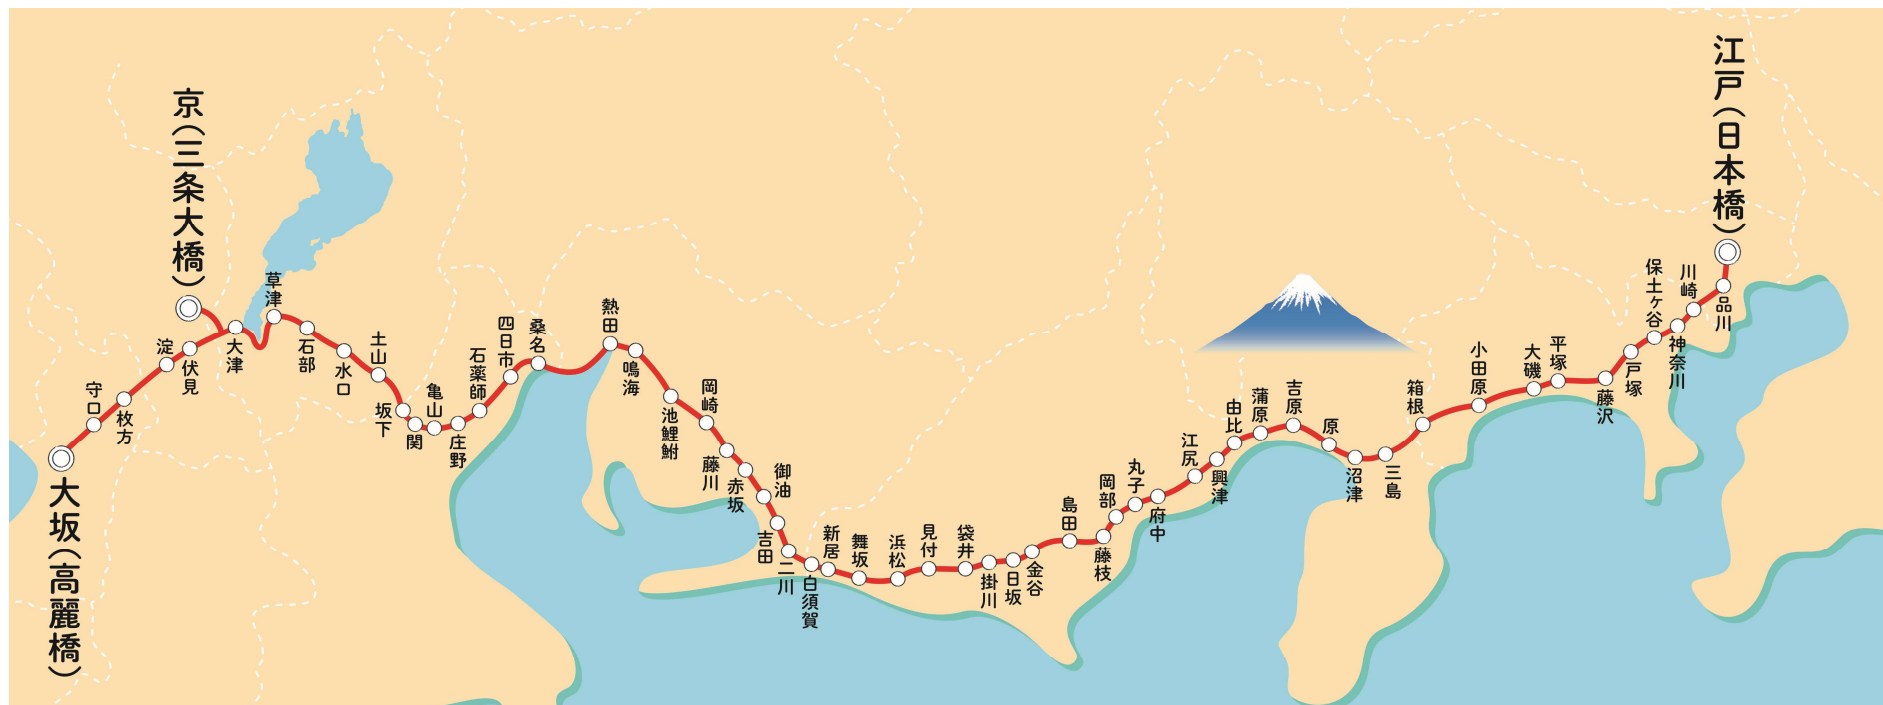 江戸（日本橋）
品川
川崎
神奈川
保土ヶ谷
戸塚
藤沢
平塚
大磯
小田原
箱根
三島
沼津
原
吉原
蒲原
由比
興津
江尻
府中
丸子
岡部
藤枝
島田
金谷
日坂
掛川
袋井
見付
浜松
舞坂
新居
白須賀
二川
吉田
御油
赤坂
藤川
岡崎
池鯉鮒
鳴海
熱田
桑名
四日市
石薬師
庄野
亀山
関
坂下
土山
水口
石部
草津
大津
京（三条大橋）
伏見
淀
枚方
守口
大坂（高麗橋）